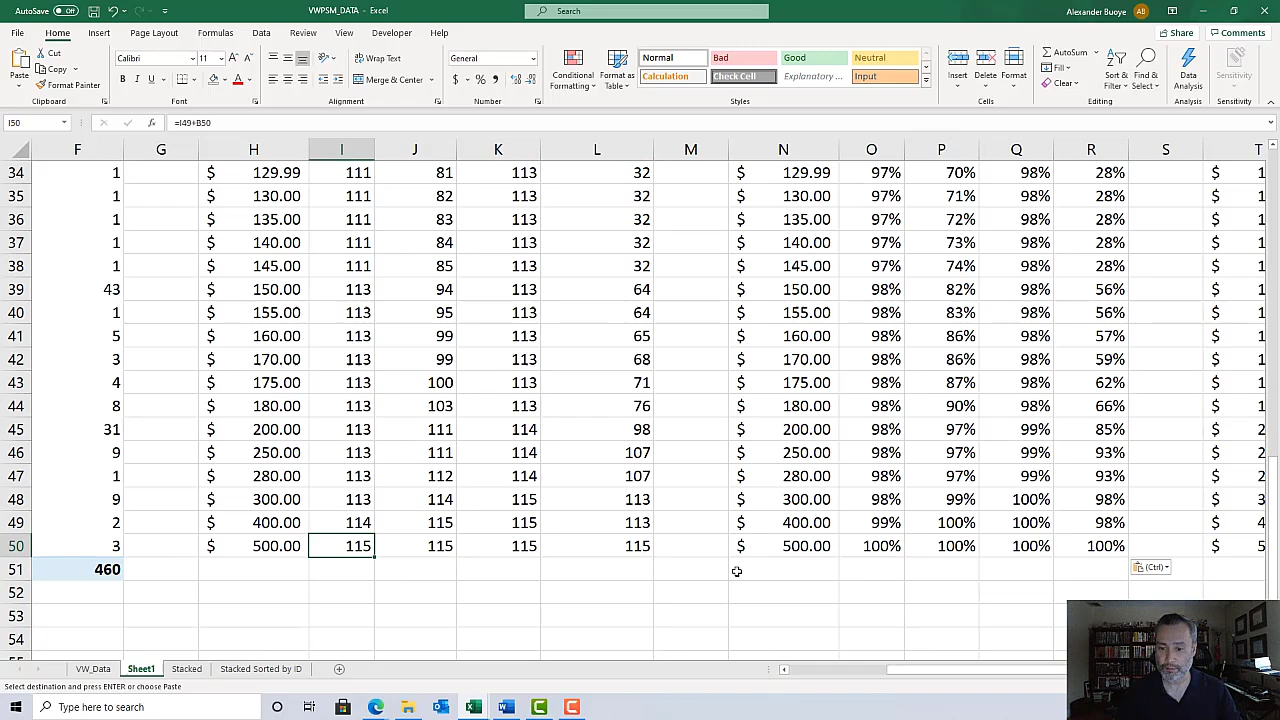 AutoSave Off VWPSM_DATA - Excel Search Alexander Buoye AB
File Home Insert Page Layout Formulas Data Review View Developer Help Share Comments
Paste Cut Copy Format Painter Clipboard
Calibri 11 Font
Wrap Text Merge & Center Alignment
General Number
Conditional Formatting Format as Table
Normal Bad Good Neutral
Calculation Check Cell Explanatory ... Input
Styles
Insert Delete Format Cells
AutoSum Fill Clear Sort & Filter Find & Select Editing
Data Analysis Analysis
Sensitivity Sensitivity
I50 =I49+B50
F G H I J K L M N O P Q R S T
34 1 $ 129.99 111 81 113 32 $ 129.99 97% 70% 98% 28% $ 1
35 1 $ 130.00 111 82 113 32 $ 130.00 97% 71% 98% 28% $ 1
36 1 $ 135.00 111 83 113 32 $ 135.00 97% 72% 98% 28% $ 1
37 1 $ 140.00 111 84 113 32 $ 140.00 97% 73% 98% 28% $ 1
38 1 $ 145.00 111 85 113 32 $ 145.00 97% 74% 98% 28% $ 1
39 43 $ 150.00 113 94 113 64 $ 150.00 98% 82% 98% 56% $ 1
40 1 $ 155.00 113 95 113 64 $ 155.00 98% 83% 98% 56% $ 1
41 5 $ 160.00 113 99 113 65 $ 160.00 98% 86% 98% 57% $ 1
42 3 $ 170.00 113 99 113 68 $ 170.00 98% 86% 98% 59% $ 1
43 4 $ 175.00 113 100 113 71 $ 175.00 98% 87% 98% 62% $ 1
44 8 $ 180.00 113 103 113 76 $ 180.00 98% 90% 98% 66% $ 1
45 31 $ 200.00 113 111 114 98 $ 200.00 98% 97% 99% 85% $ 2
46 9 $ 250.00 113 111 114 107 $ 250.00 98% 97% 99% 93% $ 2
47 1 $ 280.00 113 112 114 107 $ 280.00 98% 97% 99% 93% $ 2
48 9 $ 300.00 113 114 115 113 $ 300.00 98% 99% 100% 98% $ 3
49 2 $ 400.00 114 115 115 113 $ 400.00 99% 100% 100% 98% $ 4
50 3 $ 500.00 115 115 115 115 $ 500.00 100% 100% 100% 100% $ 5
51 460 (Ctrl)
52
53
54
VW_Data Sheet1 Stacked Stacked Sorted by ID
Select destination and press ENTER or choose Paste
Type here to search